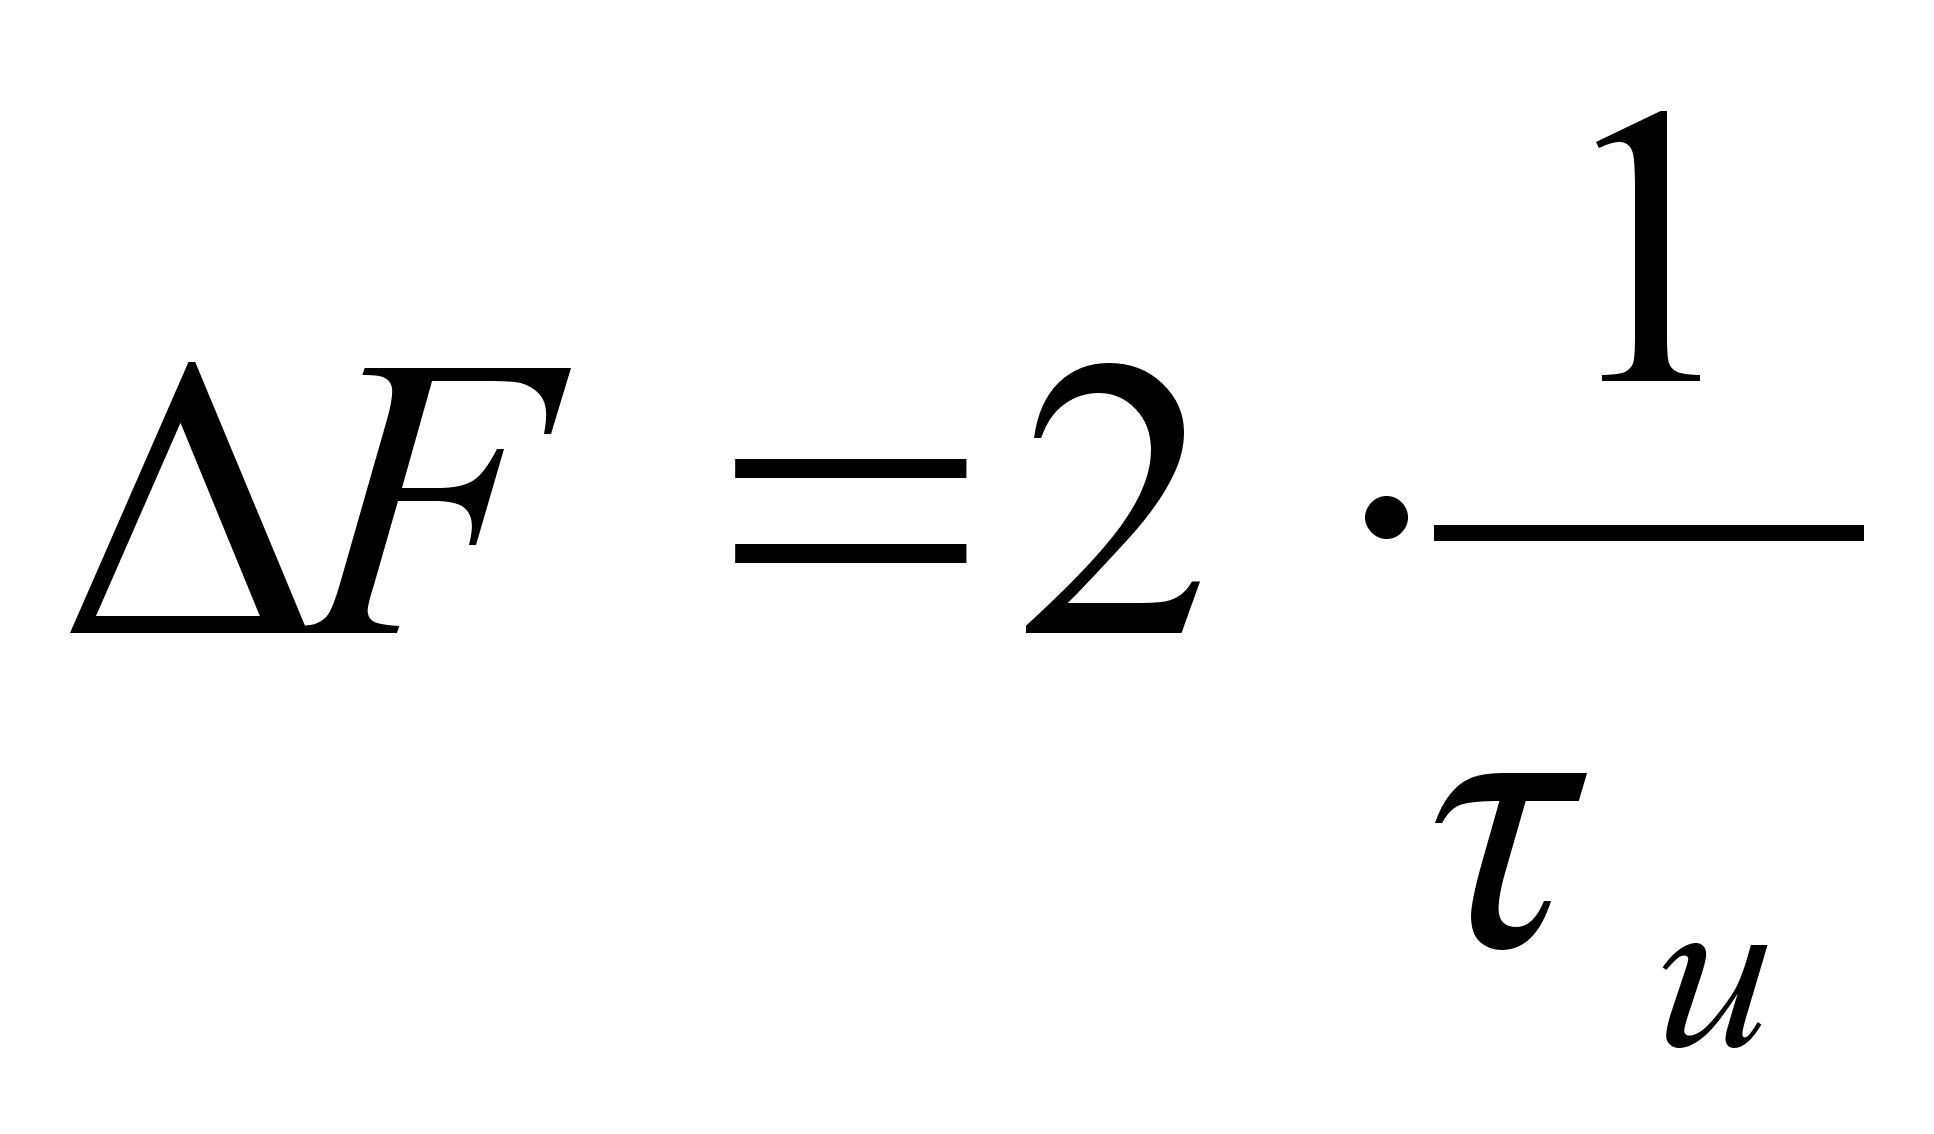 ΔF = 2 · 1/τ_u